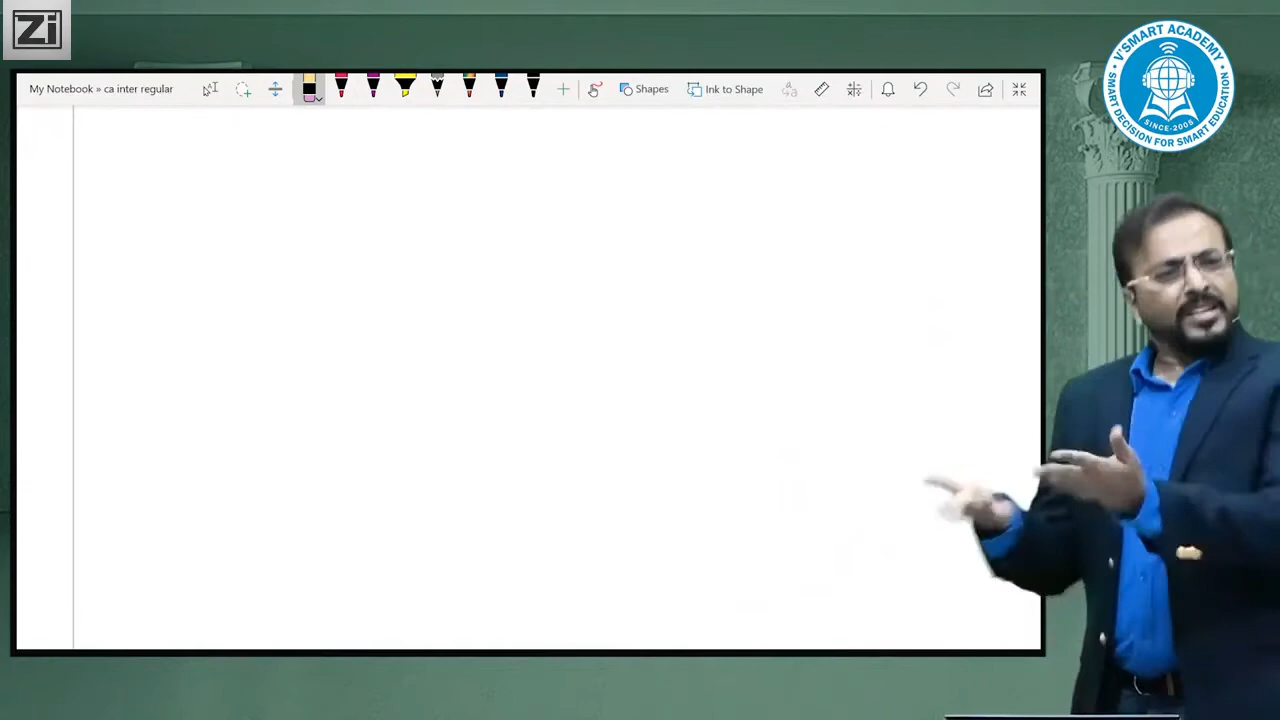 Zi
My Notebook » ca inter regular
Shapes
Ink to Shape
V'SMART ACADEMY
SINCE-2005
SMART DECISION FOR SMART EDUCATION